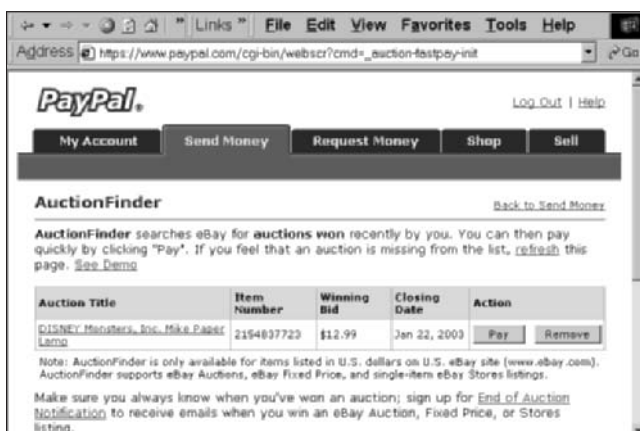 " Links " File Edit View Favorites Tools Help
Address https://www.paypal.com/cgi-bin/webscr?cmd=_auction-fastpay-init Go
PayPal®
Log Out | Help
My Account Send Money Request Money Shop Sell
AuctionFinder Back to Send Money
AuctionFinder searches eBay for auctions won recently by you. You can then pay
quickly by clicking "Pay". If you feel that an auction is missing from the list, refresh this
page. See Demo
Auction Title Item Number Winning Bid Closing Date Action
DISNEY Monsters, Inc. Mike Paper Lamp 2154837723 $12.99 Jan 22, 2003 Pay Remove
Note: AuctionFinder is only available for items listed in U.S. dollars on U.S. eBay site (www.ebay.com).
AuctionFinder supports eBay Auctions, eBay Fixed Price, and single-item eBay Stores listings.
Make sure you always know when you've won an auction; sign up for End of Auction
Notification to receive emails when you win an eBay Auction, Fixed Price, or Stores
listing.